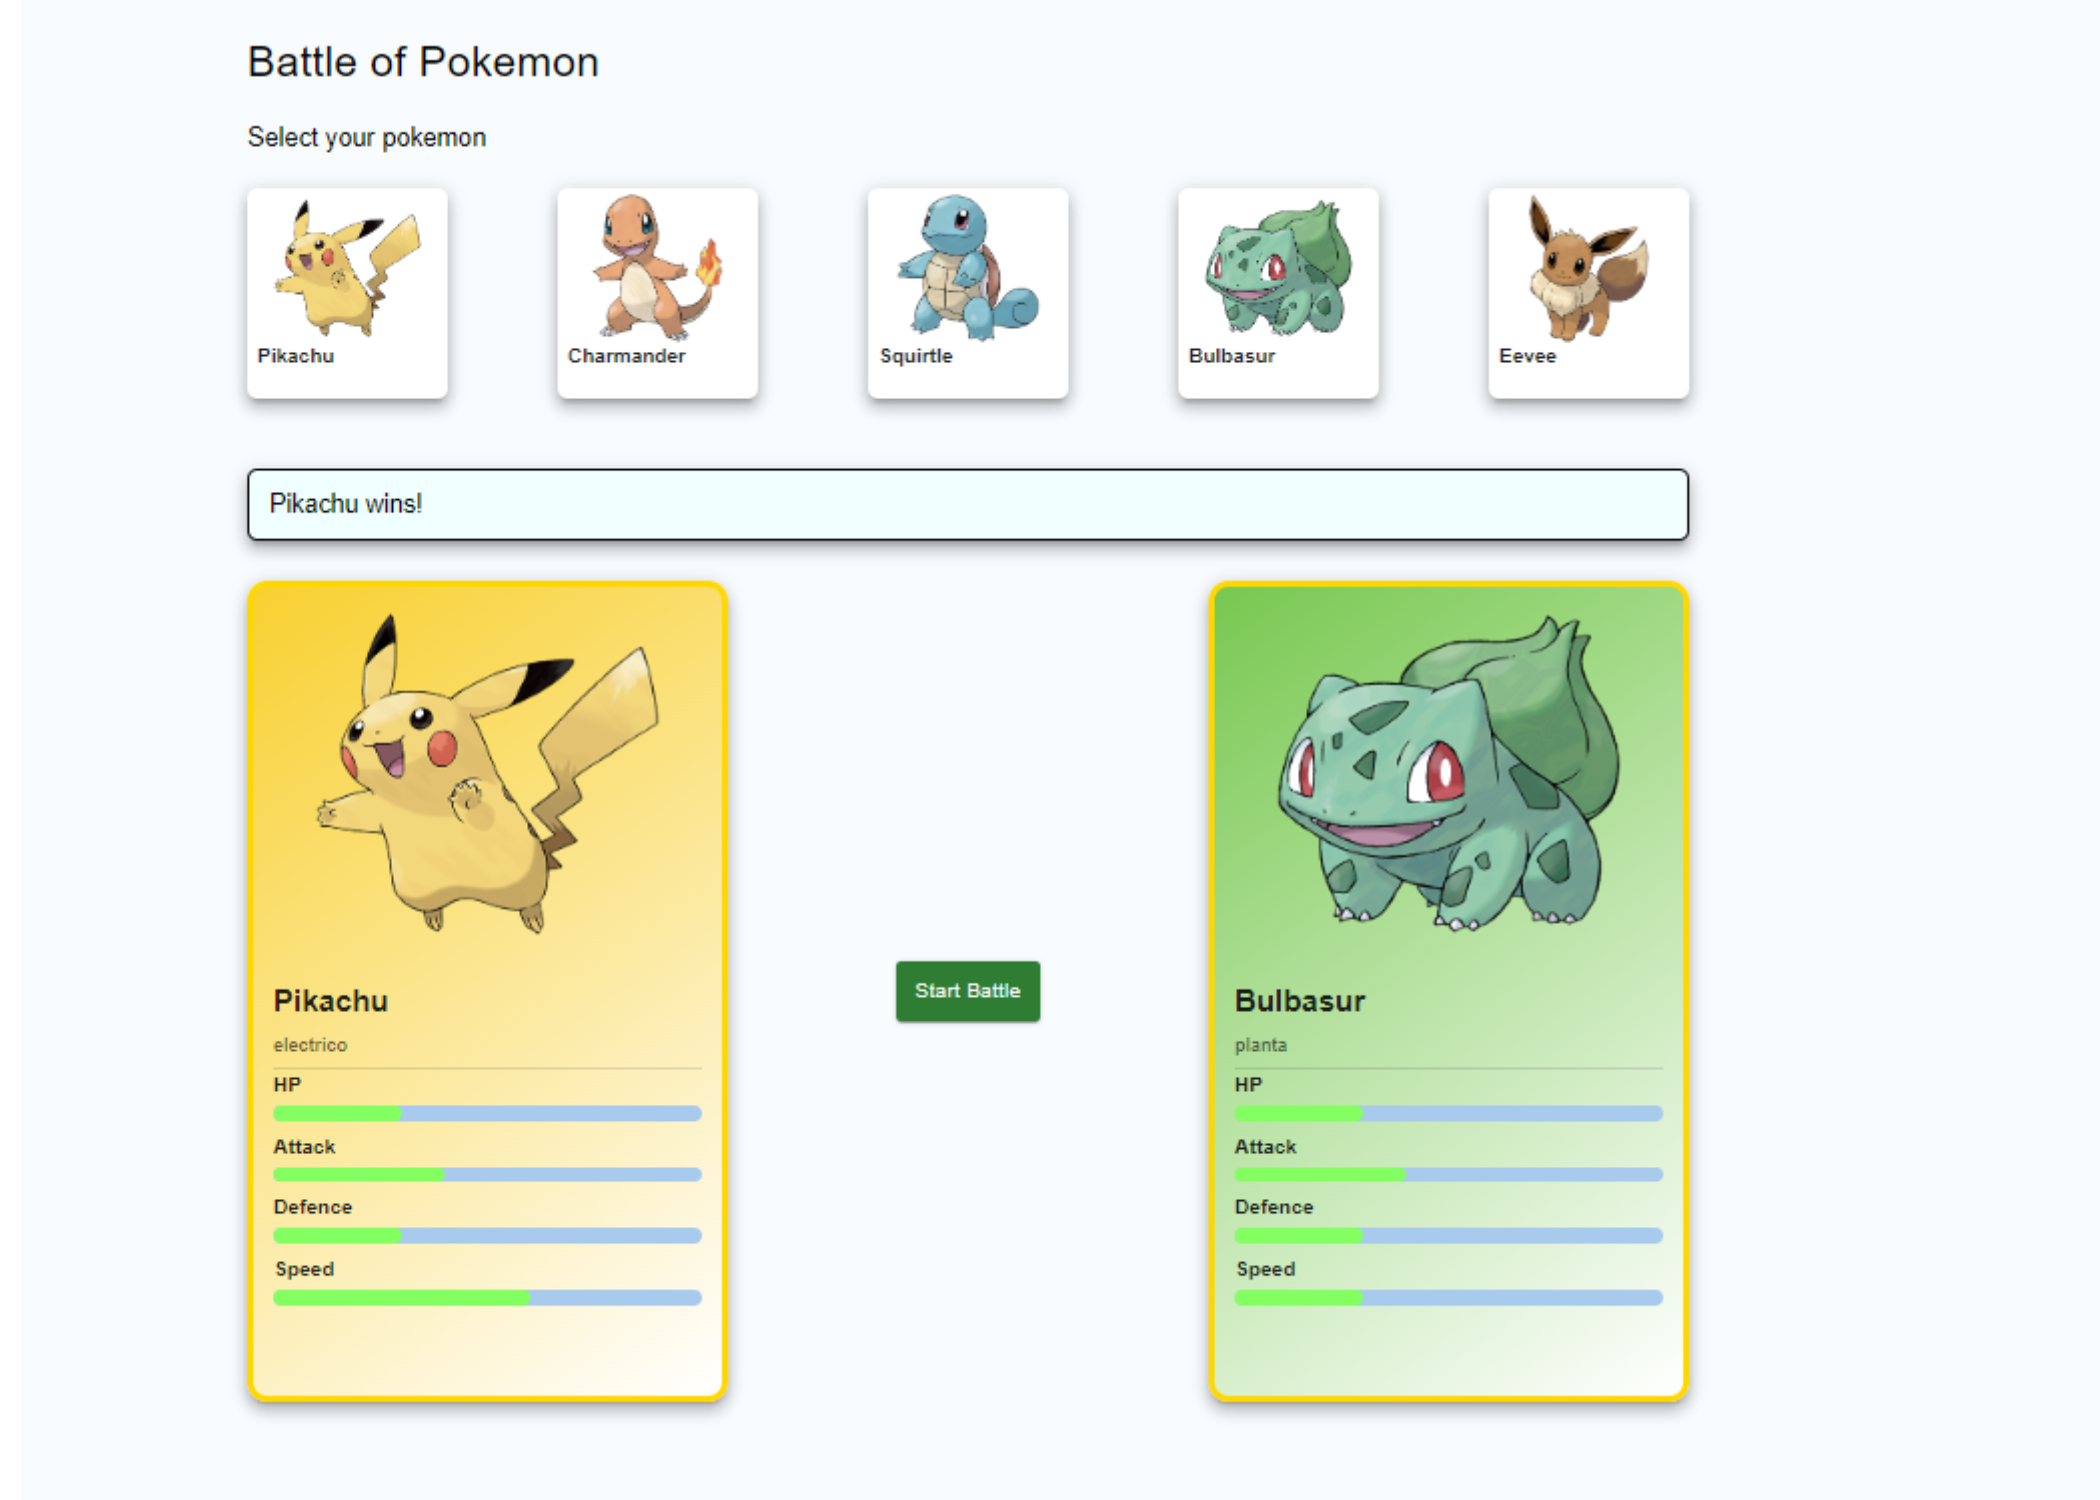 Battle of Pokemon
Select your pokemon
Pikachu
Charmander
Squirtle
Bulbasur
Eevee
Pikachu wins!
Pikachu
electrico
HP
Attack
Defence
Speed
Start Battle
Bulbasur
planta
HP
Attack
Defence
Speed